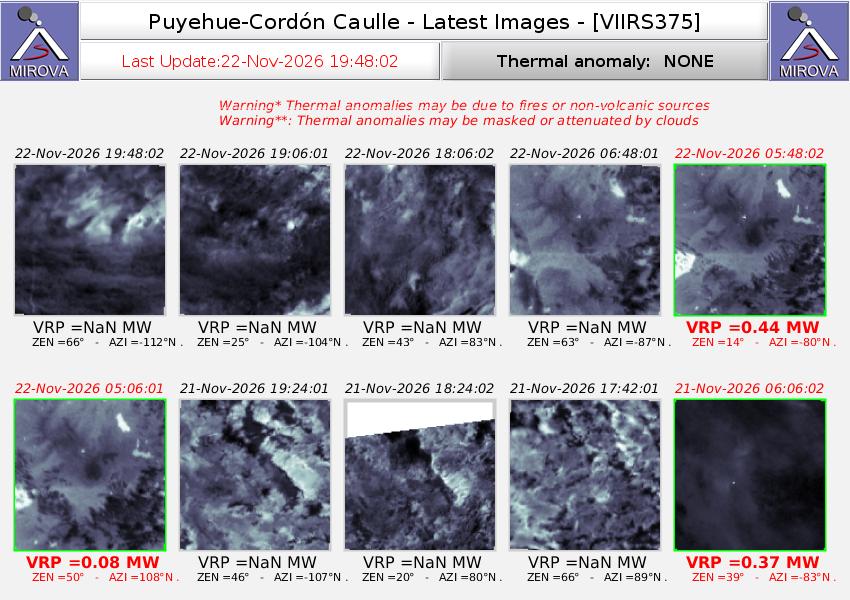 Puyehue-Cordón Caulle - Latest Images - [VIIRS375]
MIROVA
Last Update:22-Nov-2026 19:48:02
Thermal anomaly: NONE
MIROVA
Warning* Thermal anomalies may be due to fires or non-volcanic sources
Warning**: Thermal anomalies may be masked or attenuated by clouds
22-Nov-2026 19:48:02 22-Nov-2026 19:06:01 22-Nov-2026 18:06:02 22-Nov-2026 06:48:01 22-Nov-2026 05:48:02
VRP =NaN MW VRP =NaN MW VRP =NaN MW VRP =NaN MW VRP =0.44 MW
ZEN =66° - AZI =-112°N . ZEN =25° - AZI =-104°N . ZEN =43° - AZI =83°N . ZEN =63° - AZI =-87°N . ZEN =14° - AZI =-80°N .
22-Nov-2026 05:06:01 21-Nov-2026 19:24:01 21-Nov-2026 18:24:02 21-Nov-2026 17:42:01 21-Nov-2026 06:06:02
VRP =0.08 MW VRP =NaN MW VRP =NaN MW VRP =NaN MW VRP =0.37 MW
ZEN =50° - AZI =108°N . ZEN =46° - AZI =-107°N . ZEN =20° - AZI =80°N . ZEN =66° - AZI =89°N . ZEN =39° - AZI =-83°N .